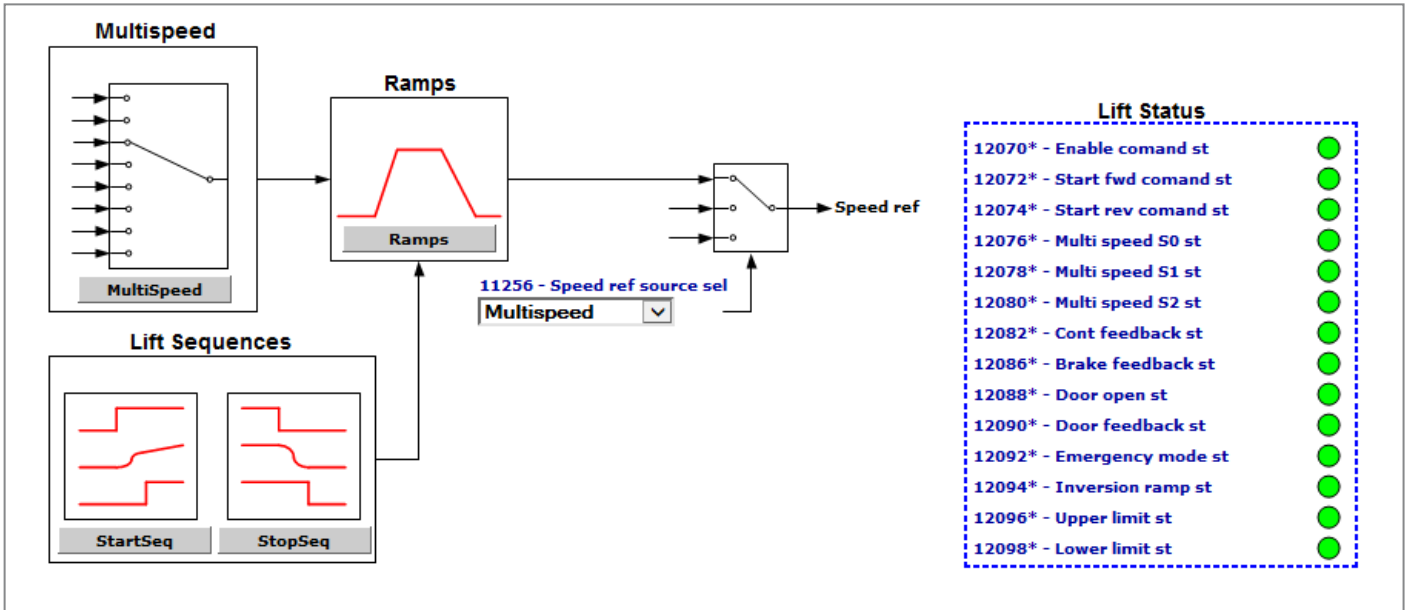 Multispeed
MultiSpeed
Ramps
Ramps
Lift Sequences
StartSeq
StopSeq
11256 - Speed ref source sel
Multispeed
Speed ref
Lift Status
12070* - Enable comand st
12072* - Start fwd comand st
12074* - Start rev comand st
12076* - Multi speed S0 st
12078* - Multi speed S1 st
12080* - Multi speed S2 st
12082* - Cont feedback st
12086* - Brake feedback st
12088* - Door open st
12090* - Door feedback st
12092* - Emergency mode st
12094* - Inversion ramp st
12096* - Upper limit st
12098* - Lower limit st